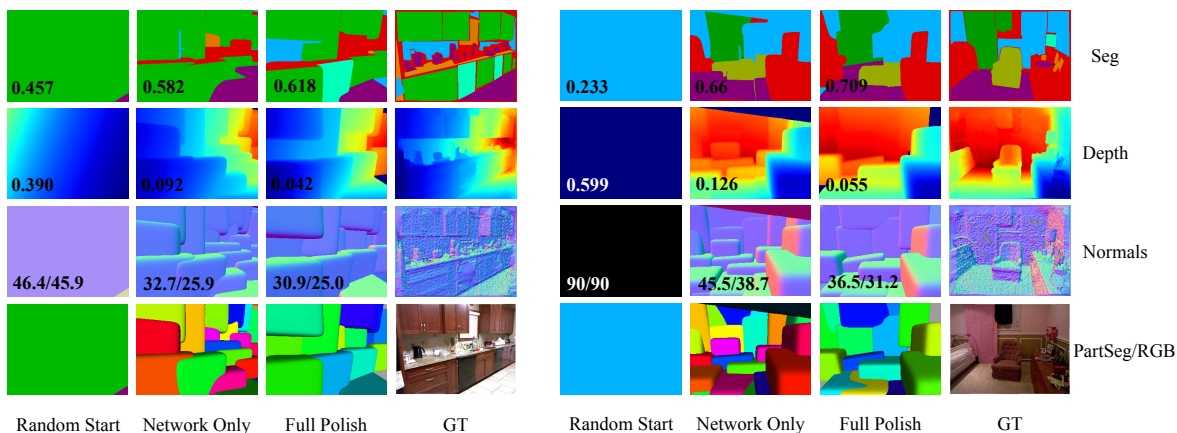 0.457 0.582 0.618 0.233 0.66 0.709 Seg
0.390 0.092 0.042 0.599 0.126 0.055 Depth
46.4/45.9 32.7/25.9 30.9/25.0 90/90 45.5/38.7 36.5/31.2 Normals
PartSeg/RGB
Random Start Network Only Full Polish GT Random Start Network Only Full Polish GT